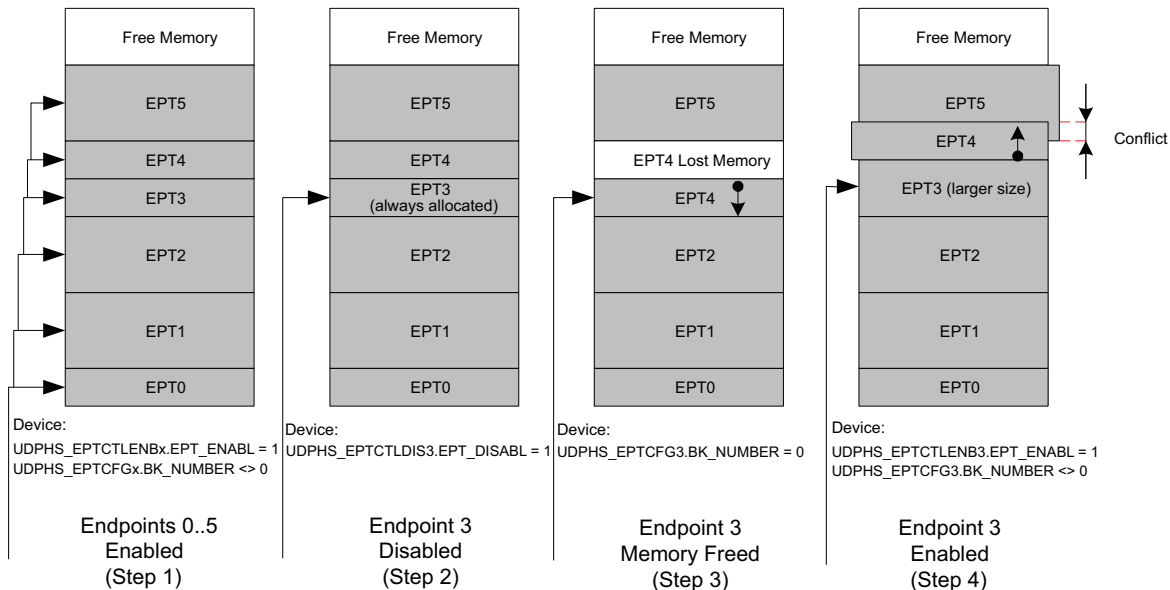 Free Memory
EPT5
EPT4
EPT3
EPT2
EPT1
EPT0
Device:
UDPHS_EPTCTLENBx.EPT_ENABL = 1
UDPHS_EPTCFGx.BK_NUMBER <> 0
Endpoints 0..5
Enabled
(Step 1)
Free Memory
EPT5
EPT4
EPT3
(always allocated)
EPT2
EPT1
EPT0
Device:
UDPHS_EPTCTLDIS3.EPT_DISABL = 1
Endpoint 3
Disabled
(Step 2)
Free Memory
EPT5
EPT4 Lost Memory
EPT4
EPT2
EPT1
EPT0
Device:
UDPHS_EPTCFG3.BK_NUMBER = 0
Endpoint 3
Memory Freed
(Step 3)
Free Memory
EPT5
EPT4
Conflict
EPT3 (larger size)
EPT2
EPT1
EPT0
Device:
UDPHS_EPTCTLENB3.EPT_ENABL = 1
UDPHS_EPTCFG3.BK_NUMBER <> 0
Endpoint 3
Enabled
(Step 4)